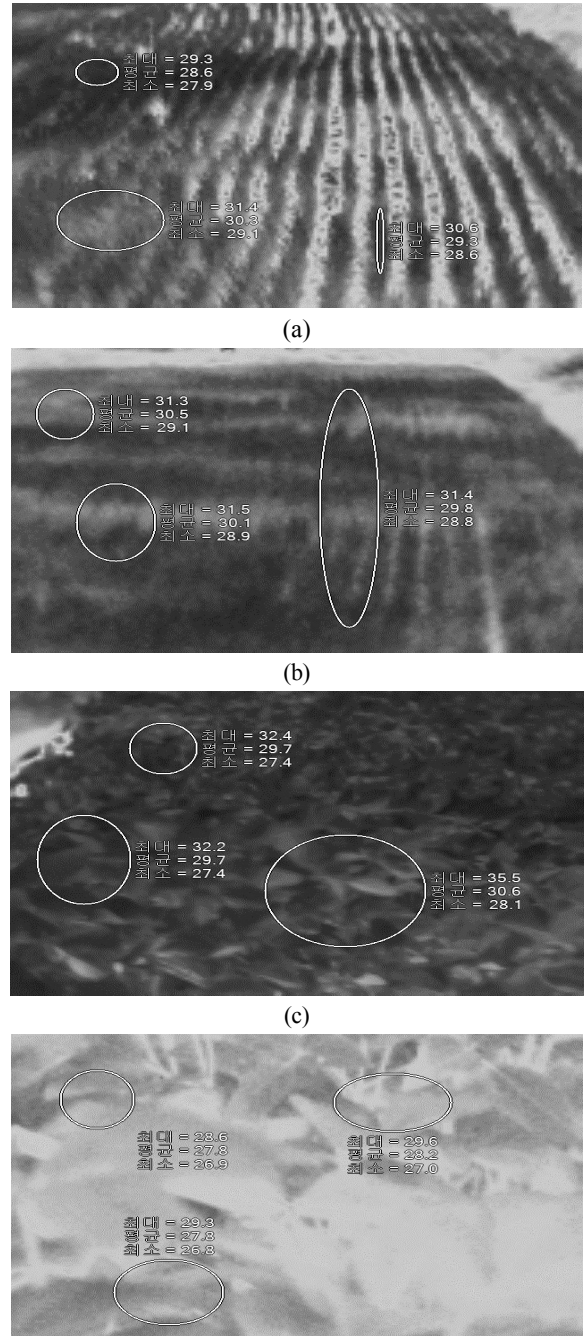 최 대 = 29.3
평 균 = 28.6
최 소 = 27.9
최 대 = 31.4
평 균 = 30.3
최 소 = 29.1
최 대 = 30.6
평 균 = 29.3
최 소 = 28.6
(a)
최 대 = 31.3
평 균 = 30.5
최 소 = 29.1
최 대 = 31.5
평 균 = 30.1
최 소 = 28.9
최 대 = 31.4
평 균 = 29.8
최 소 = 28.8
(b)
최 대 = 32.4
평 균 = 29.7
최 소 = 27.4
최 대 = 32.2
평 균 = 29.7
최 소 = 27.4
최 대 = 35.5
평 균 = 30.6
최 소 = 28.1
(c)
최 대 = 28.6
평 균 = 27.8
최 소 = 26.9
최 대 = 29.6
평 균 = 28.2
최 소 = 27.0
최 대 = 29.3
평 균 = 27.8
최 소 = 26.8